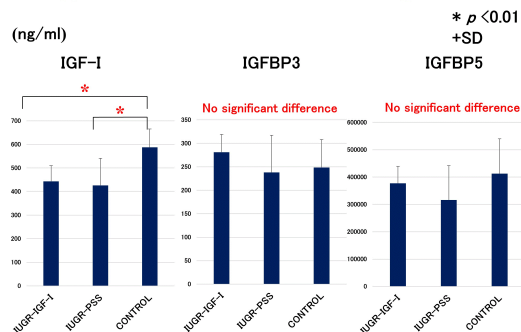 * p <0.01
(ng/ml)
+SD
IGF-I
IGFBP3
IGFBP5
*
*
No significant difference
No significant difference
700
600
500
400
300
200
100
0
IUGR-IGF-I
IUGR-PSS
CONTROL
350
300
250
200
150
100
50
0
IUGR-IGF-I
IUGR-PSS
CONTROL
600000
500000
400000
300000
200000
100000
0
IUGR-IGF-I
IUGR-PSS
CONTROL